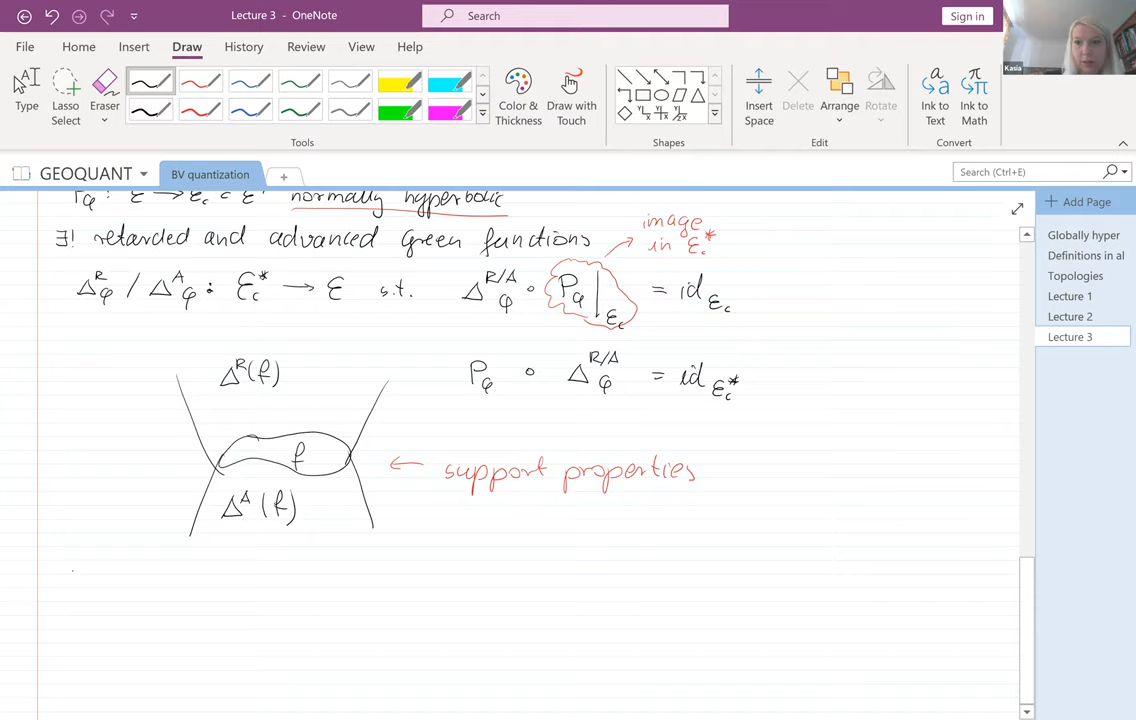 Lecture 3 - OneNote
Search
Sign in
Kasia
File Home Insert Draw History Review View Help
Type
Lasso Select
Eraser
Color & Thickness
Draw with Touch
Insert Space
Delete
Arrange
Rotate
Ink to Text
Ink to Math
Tools
Shapes
Edit
Convert
GEOQUANT
BV quantization
Search (Ctrl+E)
Add Page
Globally hyper
Definitions in al
Topologies
Lecture 1
Lecture 2
Lecture 3
normally hyperbolic
image in ℰ_c^*
∃! retarded and advanced Green functions
Δ^R_φ / Δ^A_φ : ℰ_c^* → ℰ s.t. Δ^{R/A}_φ ∘ P_φ |_{ℰ_c} = id_{ℰ_c}
Δ^R(f) P_φ ∘ Δ^{R/A}_φ = id_{ℰ_c^*}
f
← support properties
Δ^A(f)